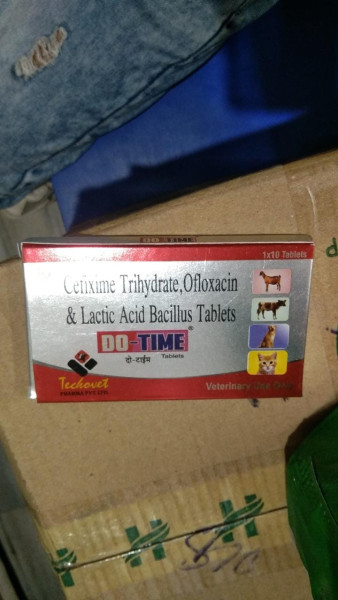 1x10 Tablets
Cefixime Trihydrate, Ofloxacin
& Lactic Acid Bacillus Tablets
DO-TIME®
Tablets
दो-टाईम
Techovet
PHARMA PVT. LTD.
Veterinary Use Only
H
H